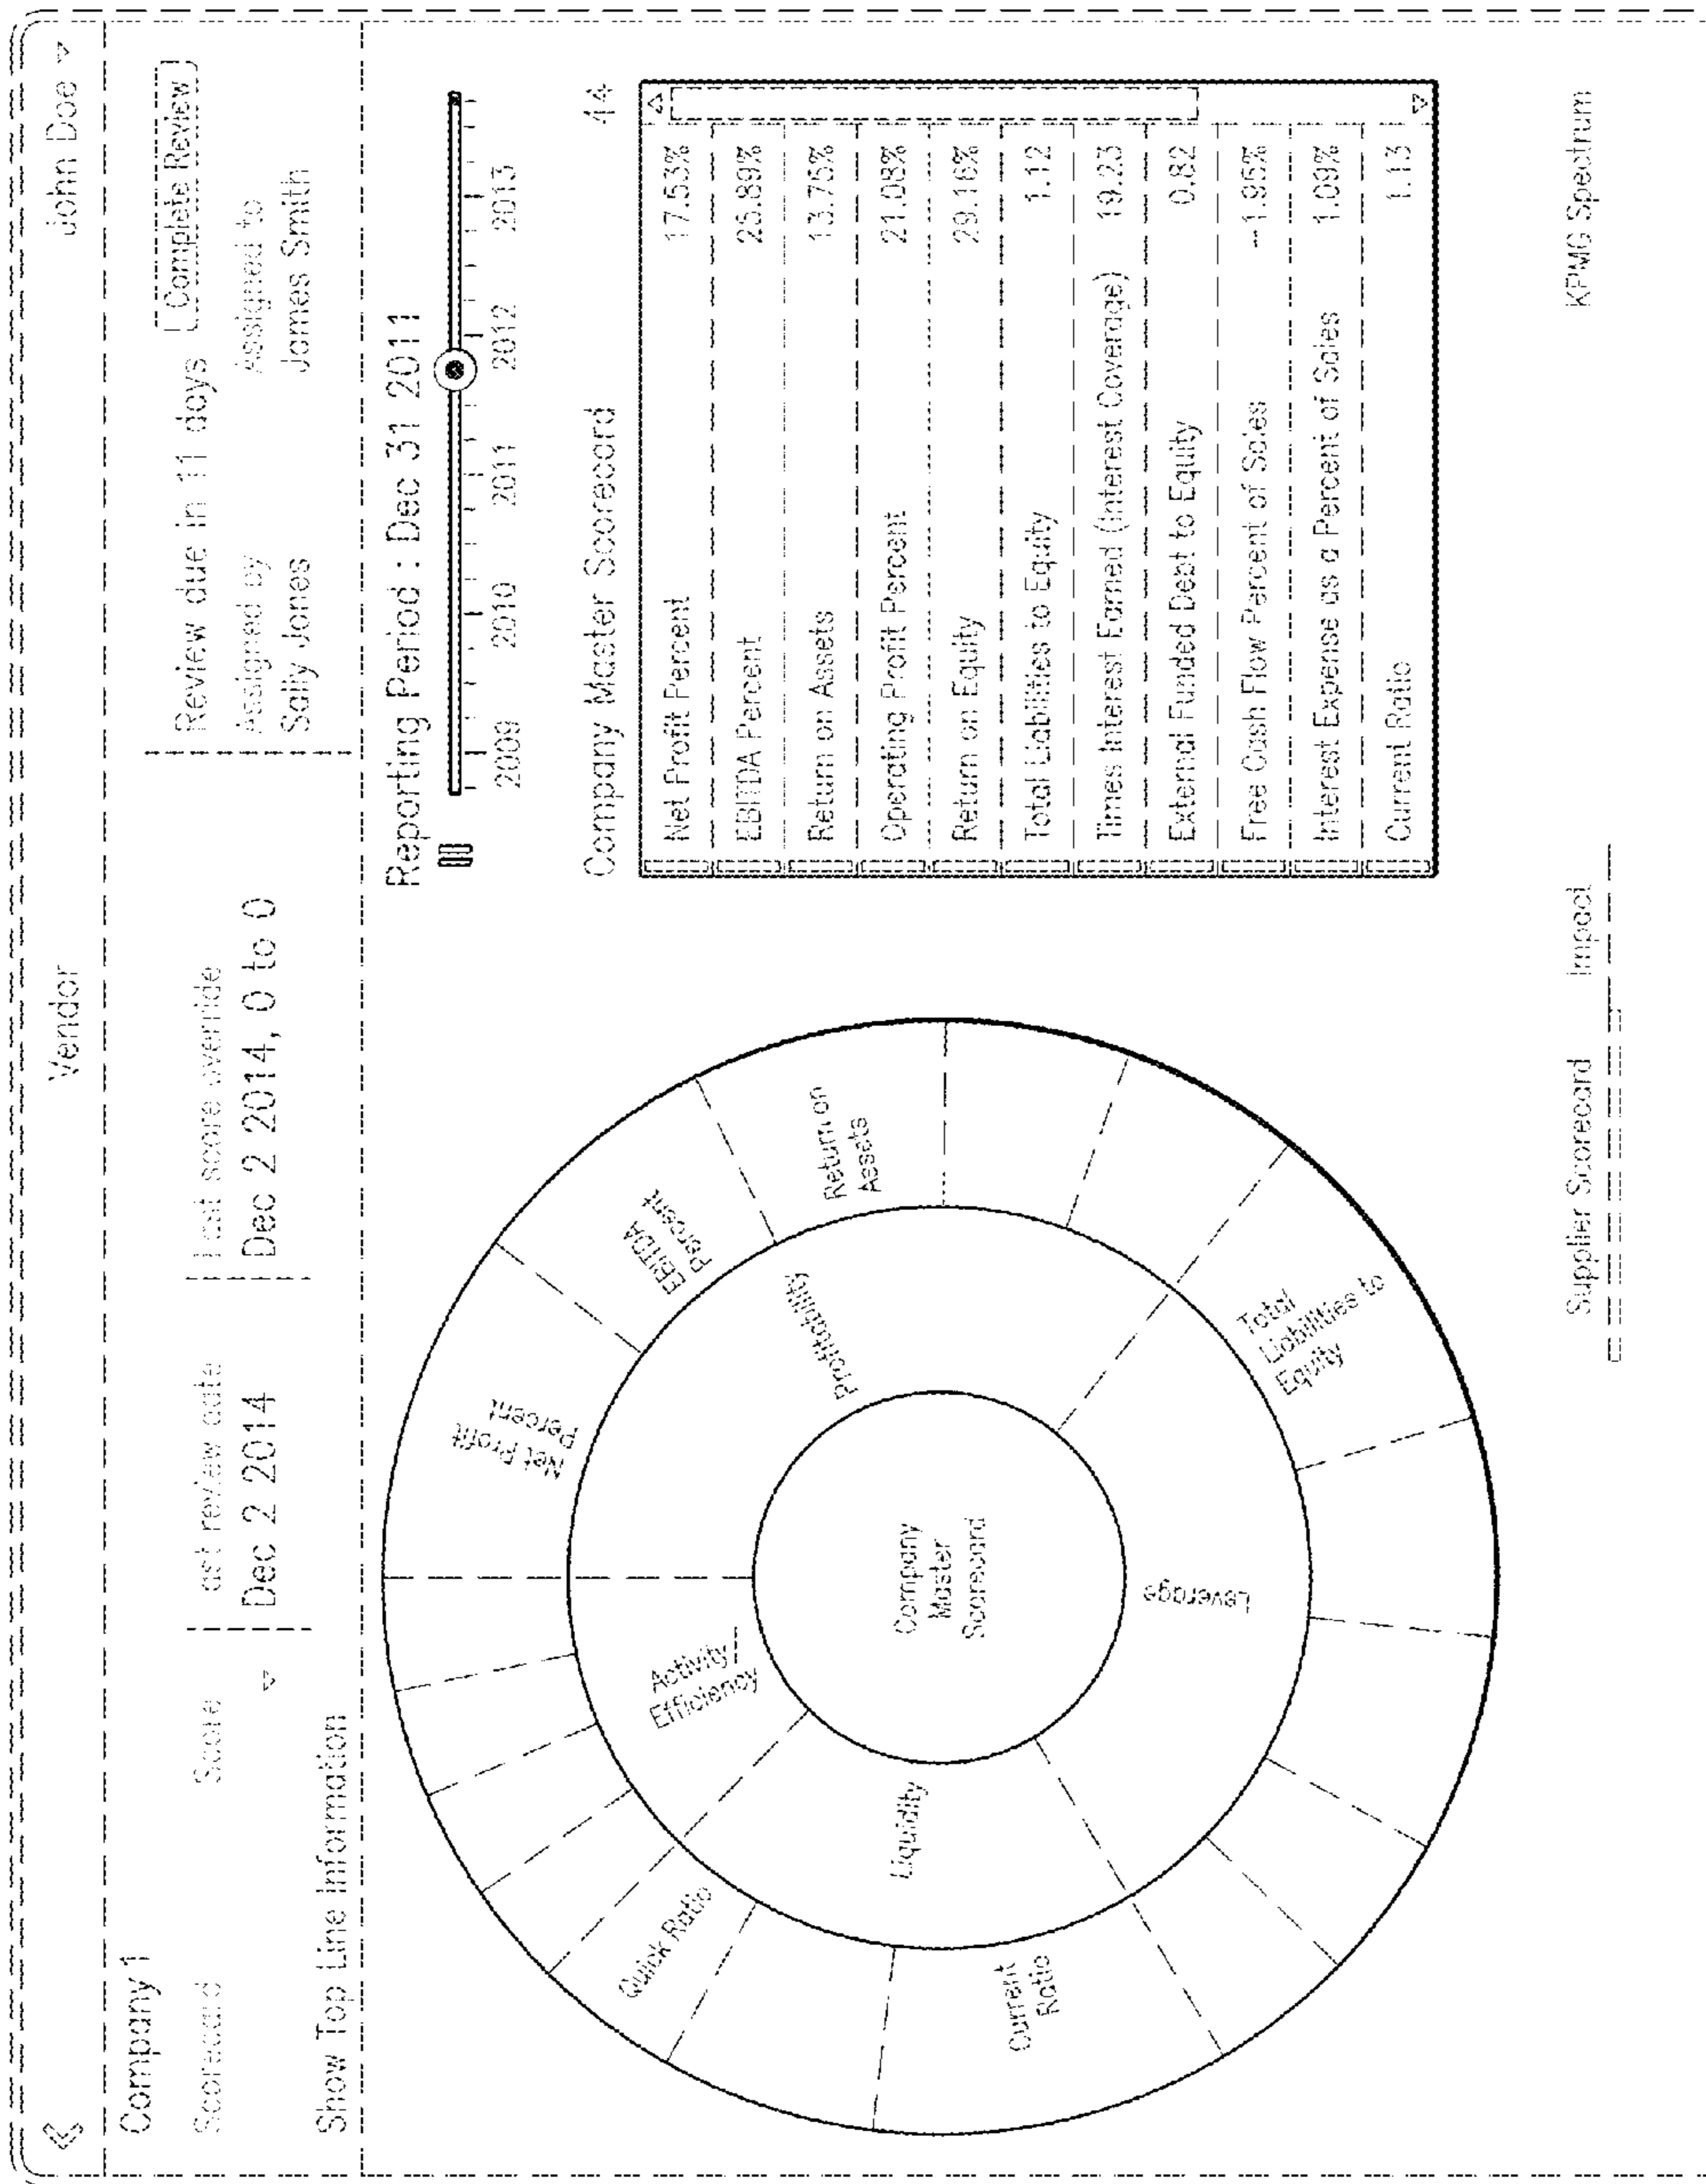 Vendor
John Doe
Company 1
Scorecard
Score
Last review date
Dec 2 2014
Last score override
Dec 2 2014, 0 to 0
Review due in 11 days
Complete Review
Assigned by
Sally Jones
Assigned to
James Smith
Show Top Line Information
Reporting Period : Dec 31 2011
2009 2010 2011 2012 2013
Company Master Scorecard 44
Net Profit Percent 17.53%
EBITDA Percent 25.89%
Return on Assets 13.75%
Operating Profit Percent 21.08%
Return on Equity 29.16%
Total Liabilities to Equity 1.12
Times Interest Earned (Interest Coverage) 19.23
External Funded Debt to Equity 0.82
Free Cash Flow Percent of Sales --1.95%
Interest Expense as a Percent of Sales 1.09%
Current Ratio 1.13
Company
Master
Scorecard
Profitability
Leverage
Liquidity
Activity/
Efficiency
Net Profit
Percent
EBITDA
Percent
Return on
Assets
Total
Liabilities to
Equity
Current
Ratio
Quick Ratio
Supplier Scorecard
Impact
KPMG Spectrum